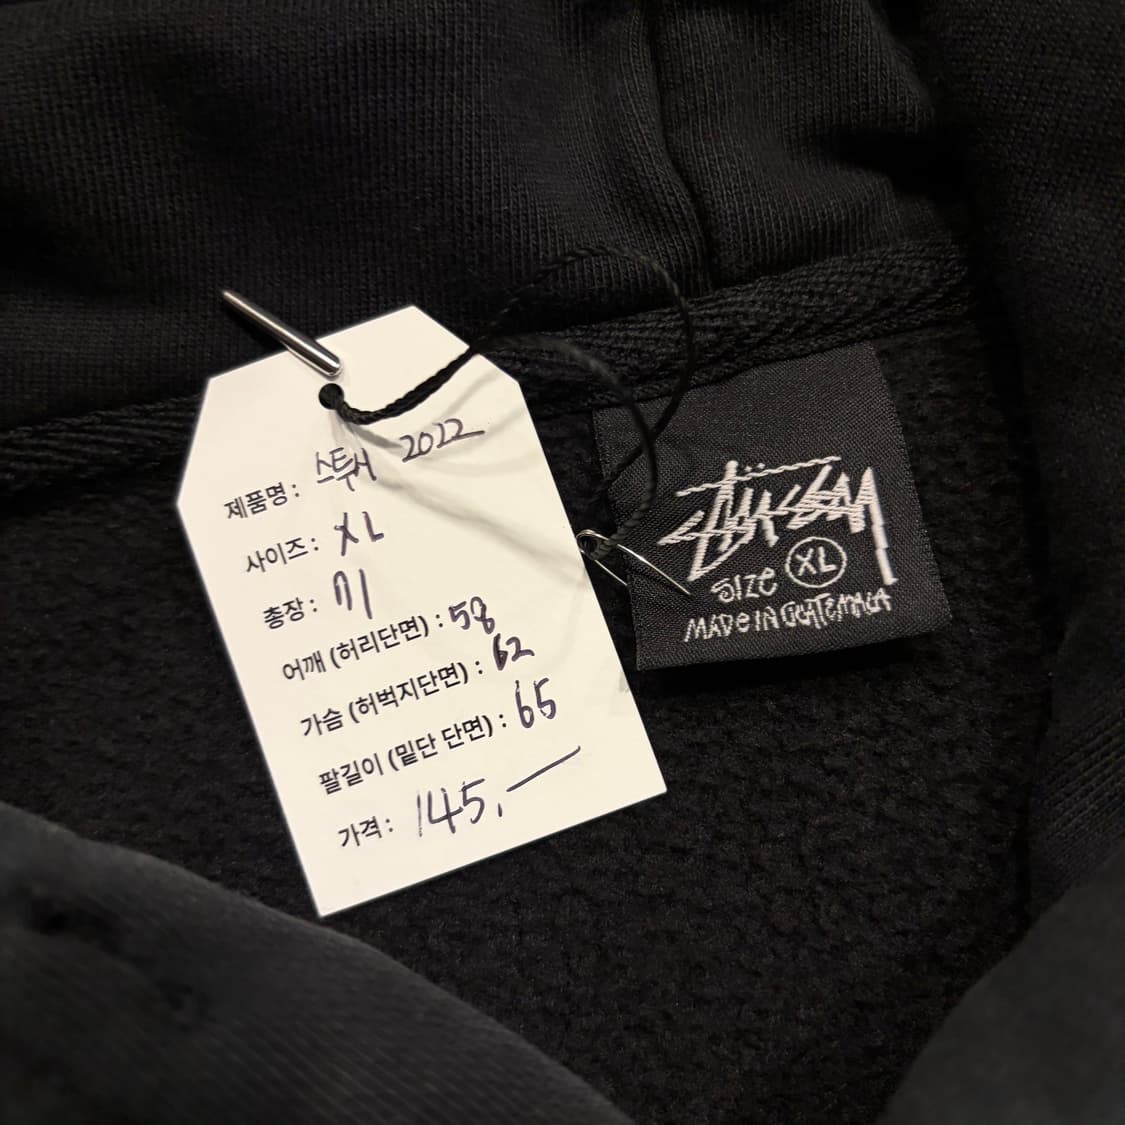 제품명 : 스투시 2022
사이즈 : XL
총장 : 71
어깨 (허리단면) : 58
가슴 (허벅지단면) : 62
팔길이 (밑단 단면) : 65
가격 : 145,—
STÜSSY
SIZE XL
MADE IN GUATEMALA